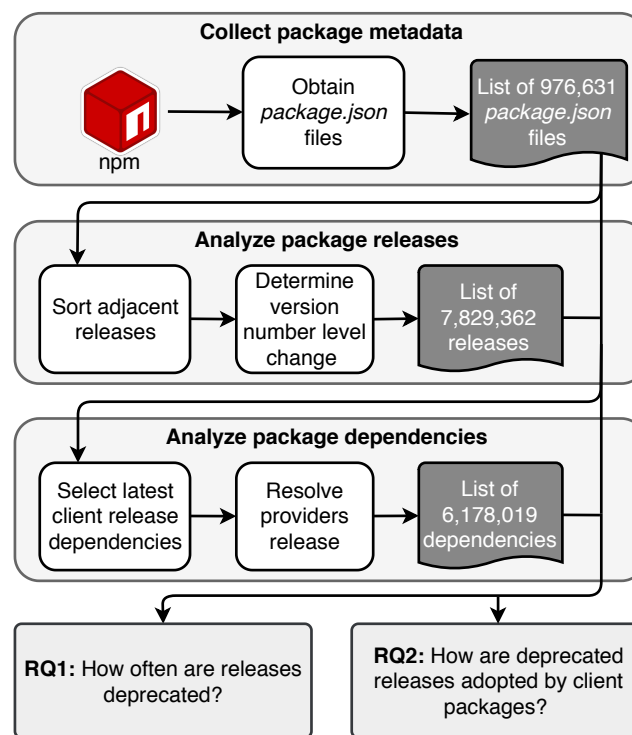 Collect package metadata
npm
Obtain
package.json
files
List of 976,631
package.json
files
Analyze package releases
Sort adjacent
releases
Determine
version
number level
change
List of
7,829,362
releases
Analyze package dependencies
Select latest
client release
dependencies
Resolve
providers
release
List of
6,178,019
dependencies
RQ1: How often are releases
deprecated?
RQ2: How are deprecated
releases adopted by client
packages?